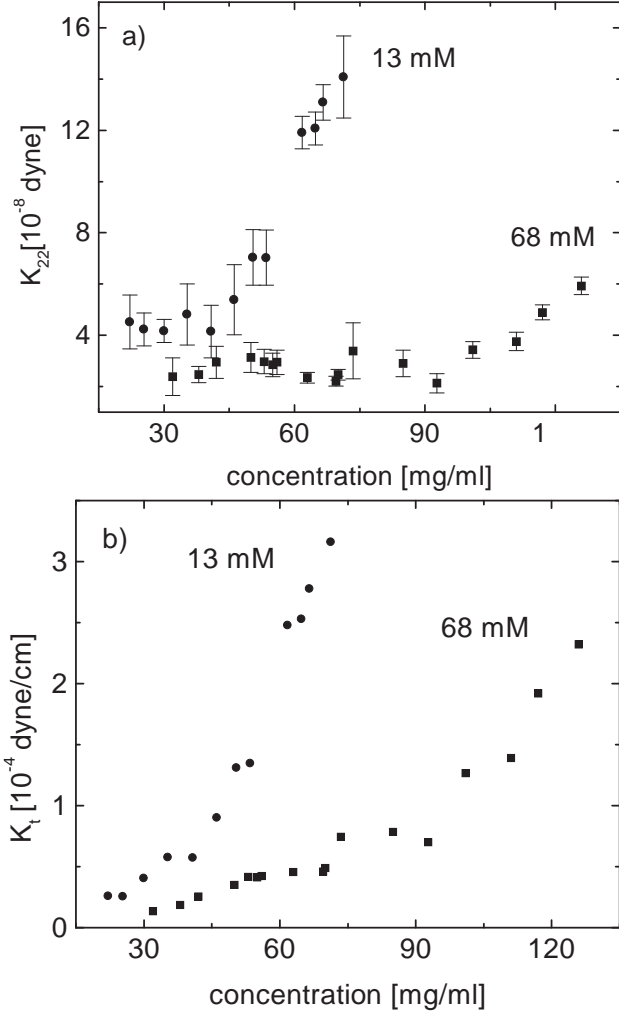 a)
13 mM
68 mM
16
12
8
4
K₂₂[10⁻⁸ dyne]
30 60 90 1
concentration [mg/ml]
b)
13 mM
68 mM
3
2
1
0
Kₜ [10⁻⁴ dyne/cm]
30 60 90 120
concentration [mg/ml]